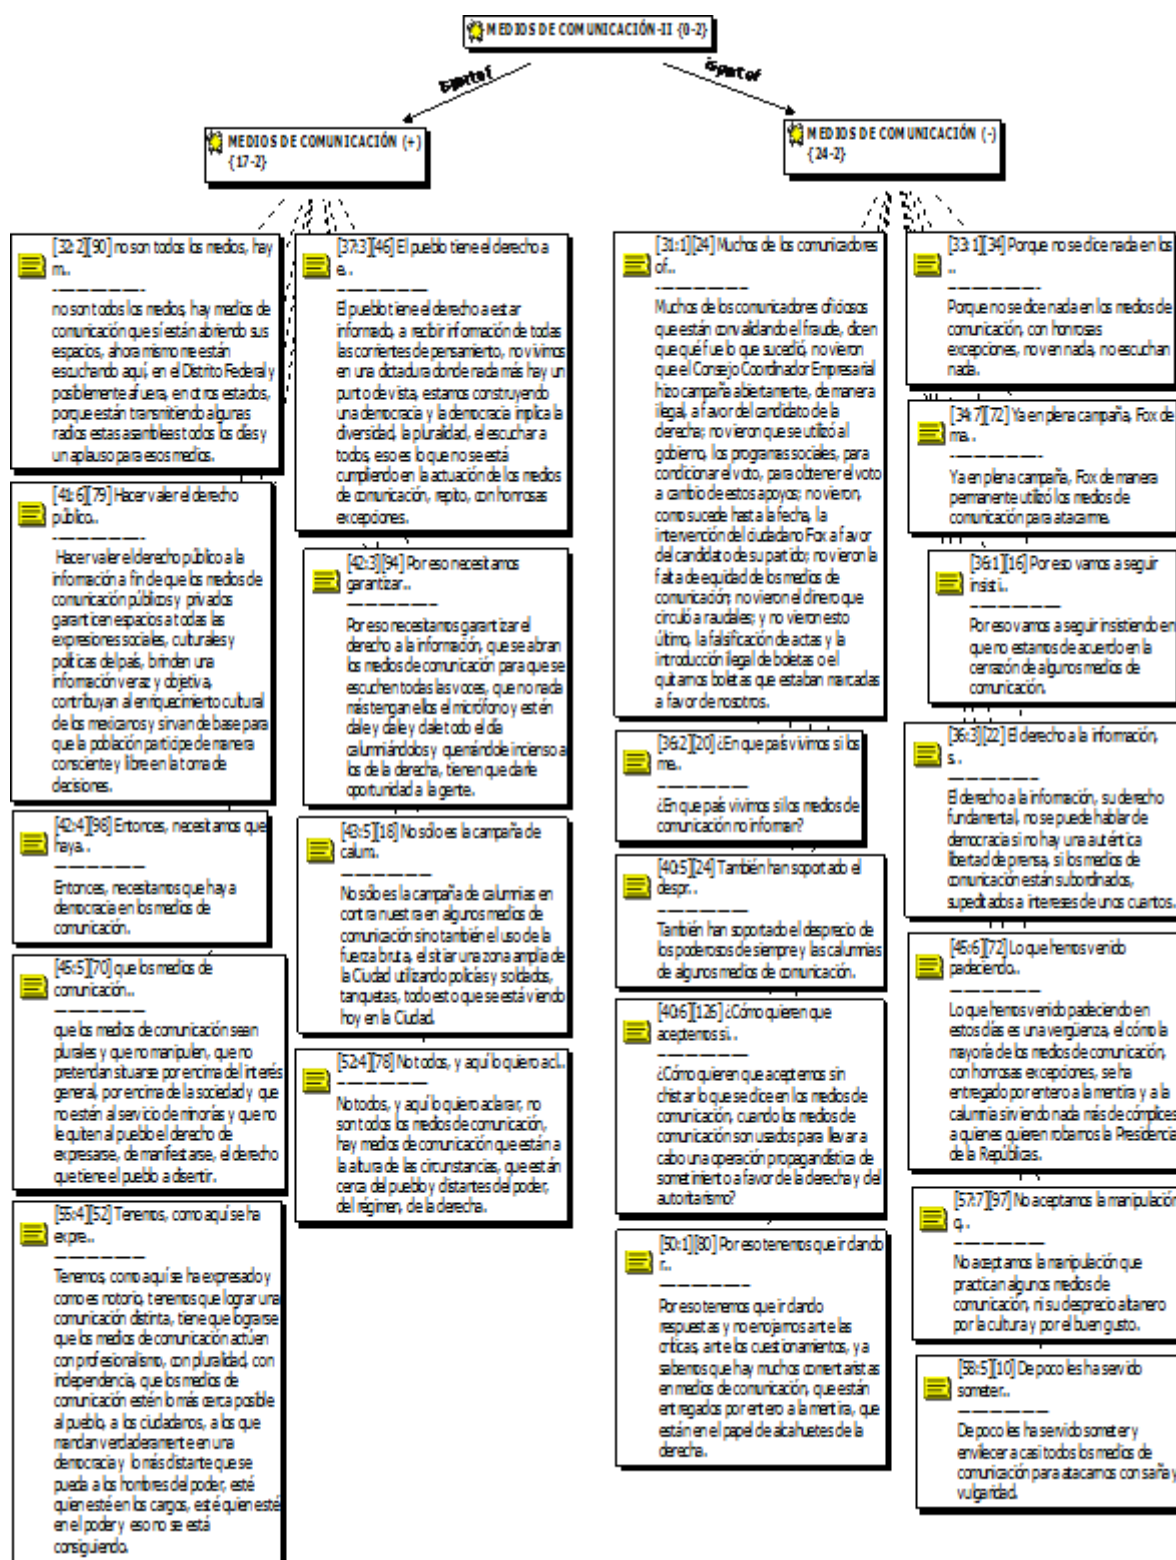 MEDIOS DE COMUNICACIÓN-II {0-2}
is part of
is part of
MEDIOS DE COMUNICACIÓN (+)
{17-2}
MEDIOS DE COMUNICACIÓN (-)
{24-2}
[32:2][90] no son todos los medios, hay
m..
no son todos los medios, hay medios de
comunicación que sí están abriendo sus
espacios, ahora mismo me están
escuchando aquí, en el Distrito Federal y
posiblemente afuera, en otros estados,
porque están transmitiendo algunas
radios estas asambleas todos los días y
un aplauso para esos medios.
[41:6][79] Hacer valer el derecho
público..
Hacer valer el derecho público a la
información a fin de que los medios de
comunicación públicos y privados
garanticen espacios a todas las
expresiones sociales, culturales y
políticas del país, brinden una
información veraz y objetiva,
contribuyan al enriquecimiento cultural
de los mexicanos y sirvan de base para
que la población participe de manera
consciente y libre en la toma de
decisiones.
[42:4][98] Entonces, necesitamos que
haya..
Entonces, necesitamos que haya
democracia en los medios de
comunicación.
[45:5][70] que los medios de
comunicación..
que los medios de comunicación sean
plurales y que no manipulen, que no
pretendan situarse por encima del interés
general, por encima de la sociedad y que
no estén al servicio de minorías y que no
le quiten al pueblo el derecho de
expresarse, de manifestarse, el derecho
que tiene el pueblo a disentir.
[55:4][52] Tenemos, como aquí se ha
expre..
Tenemos, como aquí se ha expresado y
como es notorio, tenemos que lograr una
comunicación distinta, tiene que lograrse
que los medios de comunicación actúen
con profesionalismo, con pluralidad, con
independencia, que los medios de
comunicación estén lo más cerca posible
al pueblo, a los ciudadanos, a los que
mandan verdaderamente en una
democracia y lo más distante que se
pueda a los hombres del poder, esté
quien esté en los cargos, esté quien esté
en el poder y eso no se está
consiguiendo.
[37:3][46] El pueblo tiene el derecho a
e..
El pueblo tiene el derecho a estar
informado, a recibir información de todas
las corrientes de pensamiento, no vivimos
en una dictadura donde nada más hay un
punto de vista, estamos construyendo
una democracia y la democracia implica la
diversidad, la pluralidad, el escuchar a
todos, eso es lo que no se está
cumpliendo en la actuación de los medios
de comunicación, repito, con honrosas
excepciones.
[42:3][94] Por eso necesitamos
garantizar..
Por eso necesitamos garantizar el
derecho a la información, que se abran
los medios de comunicación para que se
escuchen todas las voces, que no nada
más tengan ellos el micrófono y estén
dale y dale y dale todo el día
calumniándolos y quemándole incienso a
los de la derecha, tienen que darle
oportunidad a la gente.
[43:5][18] No sólo es la campaña de
calum..
No sólo es la campaña de calumnias en
contra nuestra en algunos medios de
comunicación sino también el uso de la
fuerza bruta, el sitiar una zona amplia de
la Ciudad utilizando policías y soldados,
tanquetas, todo esto que se está viendo
hoy en la Ciudad.
[52:4][78] No todos, y aquí lo quiero acl..
No todos, y aquí lo quiero aclarar, no
son todos los medios de comunicación,
hay medios de comunicación que están a
la altura de las circunstancias, que están
cerca del pueblo y distantes del poder,
del régimen, de la derecha.
[31:1][24] Muchos de los comunicadores
of..
Muchos de los comunicadores oficiosos
que están convalidando el fraude, dicen
que qué fue lo que sucedió, no vieron
que el Consejo Coordinador Empresarial
hizo campaña abiertamente, de manera
ilegal, a favor del candidato de la
derecha; no vieron que se utilizó al
gobierno, los programas sociales, para
condicionar el voto, para obtener el voto
a cambio de estos apoyos; no vieron,
como sucede hasta la fecha, la
intervención del ciudadano Fox a favor
del candidato de su partido; no vieron la
falta de equidad de los medios de
comunicación; no vieron el dinero que
circuló a raudales; y no vieron esto
último, la falsificación de actas y la
introducción ilegal de boletas o el
quitarnos boletas que estaban marcadas
a favor de nosotros.
[36:2][20] ¿En que país vivimos si los
me..
¿En que país vivimos si los medios de
comunicación no informan?
[40:5][24] También han soportado el
despr..
También han soportado el desprecio de
los poderosos de siempre y las calumnias
de algunos medios de comunicación.
[40:6][126] ¿Cómo quieren que
aceptemos si..
¿Cómo quieren que aceptemos sin
chistar lo que se dice en los medios de
comunicación, cuando los medios de
comunicación son usados para llevar a
cabo una operación propagandística de
sometimiento a favor de la derecha y del
autoritarismo?
[50:1][80] Por eso tenemos que ir dando
r..
Por eso tenemos que ir dando
respuestas y no enojarnos ante las
críticas, ante los cuestionamientos, ya
sabemos que hay muchos comentaristas
en medios de comunicación, que están
entregados por entero a la mentira, que
están en el papel de alcahuetes de la
derecha.
[33:1][34] Porque no se dice nada en los
..
Porque no se dice nada en los medios de
comunicación, con honrosas
excepciones, no ven nada, no escuchan
nada.
[34:7][72] Ya en plena campaña, Fox de
ma..
Ya en plena campaña, Fox de manera
permanente utilizó los medios de
comunicación para atacarme.
[36:1][16] Por eso vamos a seguir
insisti..
Por eso vamos a seguir insistiendo en
que no estamos de acuerdo en la
cerrazón de algunos medios de
comunicación.
[36:3][22] El derecho a la información,
s..
El derecho a la información, su derecho
fundamental, no se puede hablar de
democracia si no hay una auténtica
libertad de prensa, si los medios de
comunicación están subordinados,
supeditados a intereses de unos cuantos.
[45:6][72] Lo que hemos venido
padeciendo..
Lo que hemos venido padeciendo en
estos días es una vergüenza, el cómo la
mayoría de los medios de comunicación,
con honrosas excepciones, se ha
entregado por entero a la mentira y a la
calumnia sirviendo nada más de cómplices
a quienes quieren robarnos la Presidencia
de la Repúblicas.
[57:7][97] No aceptamos la manipulación
q..
No aceptamos la manipulación que
practican algunos medios de
comunicación, ni su desprecio altanero
por la cultura y por el buen gusto.
[58:5][10] De poco les ha servido
someter..
De poco les ha servido someter y
envilecer a casi todos los medios de
comunicación para atacarnos con saña y
vulgaridad.